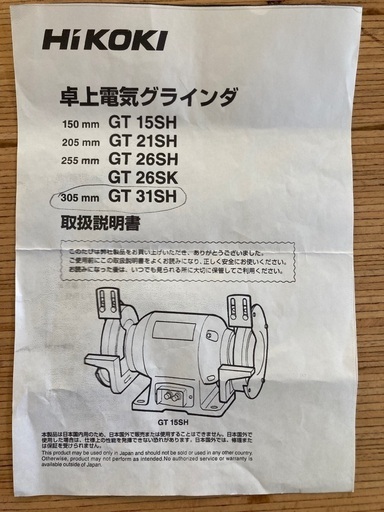 HiKOKI
卓上電気グラインダ
150 mm GT 15SH
205 mm GT 21SH
255 mm GT 26SH
GT 26SK
305 mm GT 31SH
取扱説明書
このたびは弊社製品をお買い上げいただき、ありがとうございました。
ご使用前にこの取扱説明書をよくお読みになり、正しく安全にお使いください。
お読みになった後は、いつでも見られる所に大切に保管してご利用ください。
GT 15SH
本製品は日本国内用のため、日本国外で販売または使用することはできません。日本国外で
使用した場合は、仕様上の性能を発揮できない恐れがあります。日本国外では、修理また
は保証を受けられません。
This product may be used only in Japan and may not be sold or used in any other country.
Otherwise, product may not perform as intended.No authorized service or warranty is
available outside of Japan.